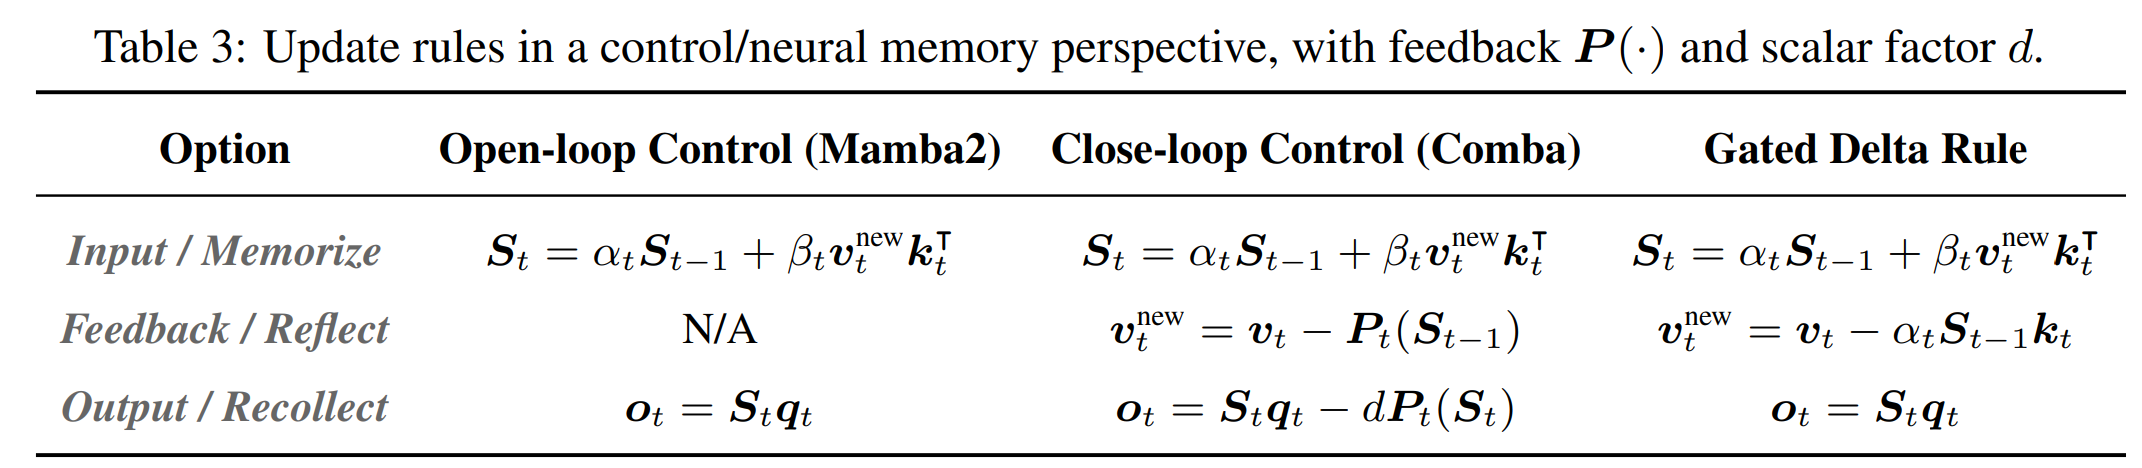 Table 3: Update rules in a control/neural memory perspective, with feedback $\boldsymbol{P}(\cdot)$ and scalar factor $d$.
Option Open-loop Control (Mamba2) Close-loop Control (Comba) Gated Delta Rule
Input / Memorize $\boldsymbol{S}_t = \alpha_t \boldsymbol{S}_{t-1} + \beta_t \boldsymbol{v}_t^{\text{new}} \boldsymbol{k}_t^{\intercal}$ $\boldsymbol{S}_t = \alpha_t \boldsymbol{S}_{t-1} + \beta_t \boldsymbol{v}_t^{\text{new}} \boldsymbol{k}_t^{\intercal}$ $\boldsymbol{S}_t = \alpha_t \boldsymbol{S}_{t-1} + \beta_t \boldsymbol{v}_t^{\text{new}} \boldsymbol{k}_t^{\intercal}$
Feedback / Reflect N/A $\boldsymbol{v}_t^{\text{new}} = \boldsymbol{v}_t - \boldsymbol{P}_t(\boldsymbol{S}_{t-1})$ $\boldsymbol{v}_t^{\text{new}} = \boldsymbol{v}_t - \alpha_t \boldsymbol{S}_{t-1} \boldsymbol{k}_t$
Output / Recollect $\boldsymbol{o}_t = \boldsymbol{S}_t \boldsymbol{q}_t$ $\boldsymbol{o}_t = \boldsymbol{S}_t \boldsymbol{q}_t - d\boldsymbol{P}_t(\boldsymbol{S}_t)$ $\boldsymbol{o}_t = \boldsymbol{S}_t \boldsymbol{q}_t$